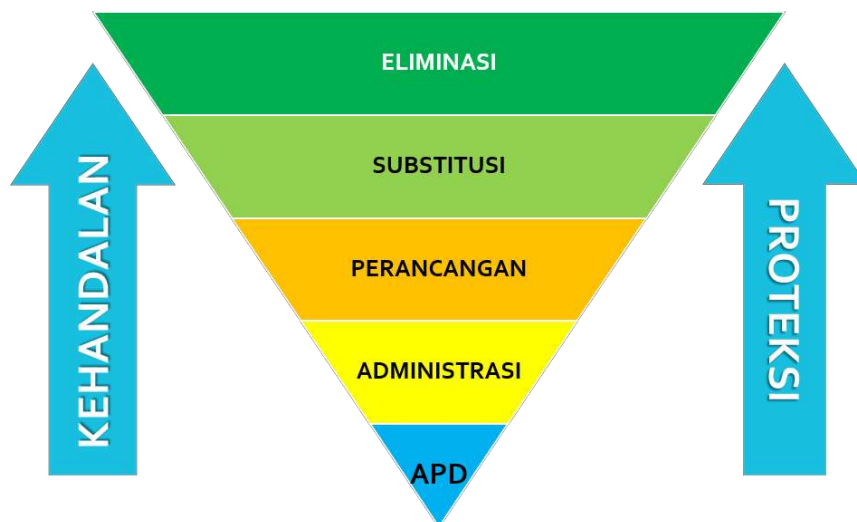 ELIMINASI
SUBSTITUSI
PERANCANGAN
ADMINISTRASI
APD
KEHANDALAN
PROTEKSI